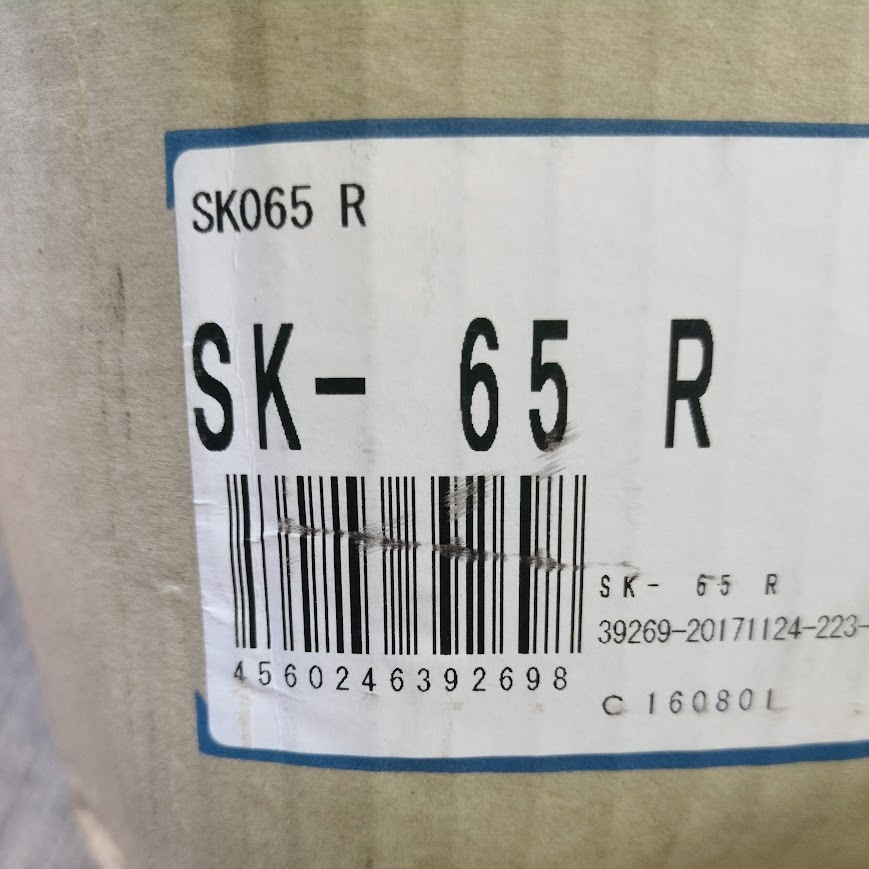 SK065 R
SK- 65 R
4560246392698
SK- 65 R
39269-20171124-223-
C 16080L